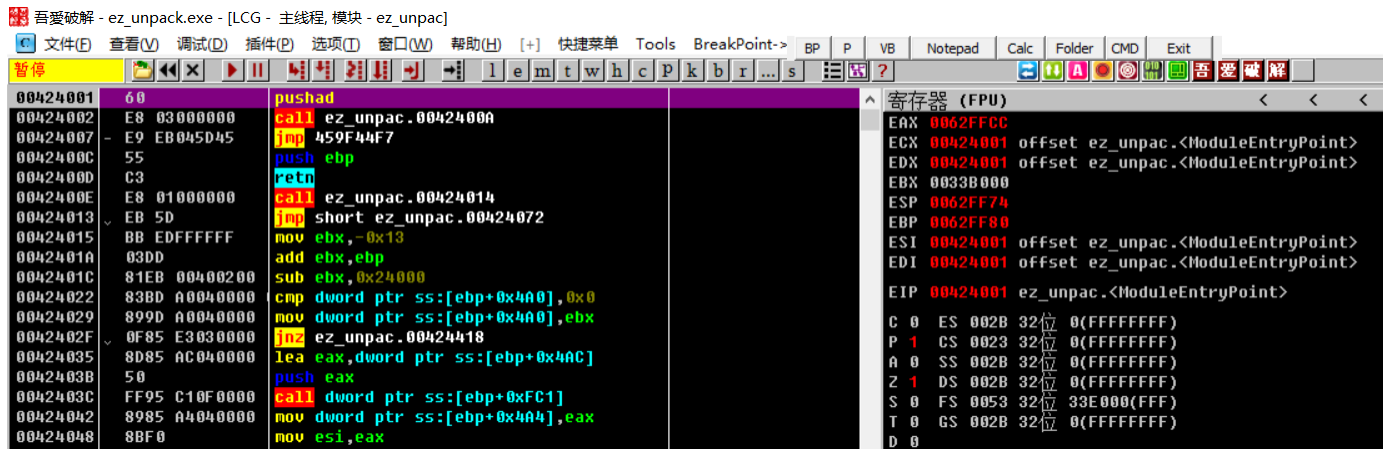 吾愛破解 - ez_unpack.exe - [LCG - 主线程, 模块 - ez_unpac]
C 文件(F) 查看(V) 调试(D) 插件(P) 选项(T) 窗口(W) 帮助(H) [+] 快捷菜单 Tools BreakPoint-> BP P VB Notepad Calc Folder CMD Exit
暂停 l e m t w h c p k b r ... s ? A 吾 爱 破 解
00424001 60 pushad
00424002 E8 03000000 call ez_unpac.0042400A
00424007 - E9 EB045D45 jmp 459F44F7
0042400C 55 push ebp
0042400D C3 retn
0042400E E8 01000000 call ez_unpac.00424014
00424013 EB 5D jmp short ez_unpac.00424072
00424015 BB EDFFFFFF mov ebx,-0x13
0042401A 03DD add ebx,ebp
0042401C 81EB 00400200 sub ebx,0x24000
00424022 83BD A0040000 cmp dword ptr ss:[ebp+0x4A0],0x0
00424029 899D A0040000 mov dword ptr ss:[ebp+0x4A0],ebx
0042402F 0F85 E3030000 jnz ez_unpac.00424418
00424035 8D85 AC040000 lea eax,dword ptr ss:[ebp+0x4AC]
0042403B 50 push eax
0042403C FF95 C10F0000 call dword ptr ss:[ebp+0xFC1]
00424042 8985 A4040000 mov dword ptr ss:[ebp+0x4A4],eax
00424048 8BF0 mov esi,eax
寄存器 (FPU) < < <
EAX 0062FFCC
ECX 00424001 offset ez_unpac.<ModuleEntryPoint>
EDX 00424001 offset ez_unpac.<ModuleEntryPoint>
EBX 0033B000
ESP 0062FF74
EBP 0062FF80
ESI 00424001 offset ez_unpac.<ModuleEntryPoint>
EDI 00424001 offset ez_unpac.<ModuleEntryPoint>
EIP 00424001 ez_unpac.<ModuleEntryPoint>
C 0 ES 002B 32位 0(FFFFFFFF)
P 1 CS 0023 32位 0(FFFFFFFF)
A 0 SS 002B 32位 0(FFFFFFFF)
Z 1 DS 002B 32位 0(FFFFFFFF)
S 0 FS 0053 32位 33E000(FFF)
T 0 GS 002B 32位 0(FFFFFFFF)
D 0